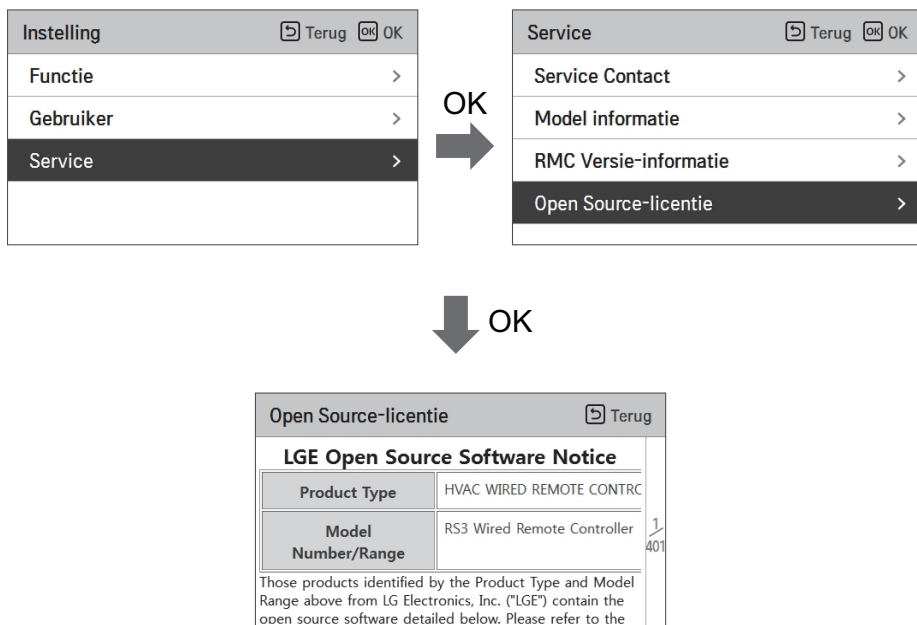 Instelling Terug OK OK
Functie
Gebruiker
Service
OK
Service Terug OK OK
Service Contact
Model informatie
RMC Versie-informatie
Open Source-licentie
OK
Open Source-licentie Terug
LGE Open Source Software Notice
Product Type HVAC WIRED REMOTE CONTRC
Model Number/Range RS3 Wired Remote Controller
1/401
Those products identified by the Product Type and Model
Range above from LG Electronics, Inc. ("LGE") contain the
open source software detailed below. Please refer to the